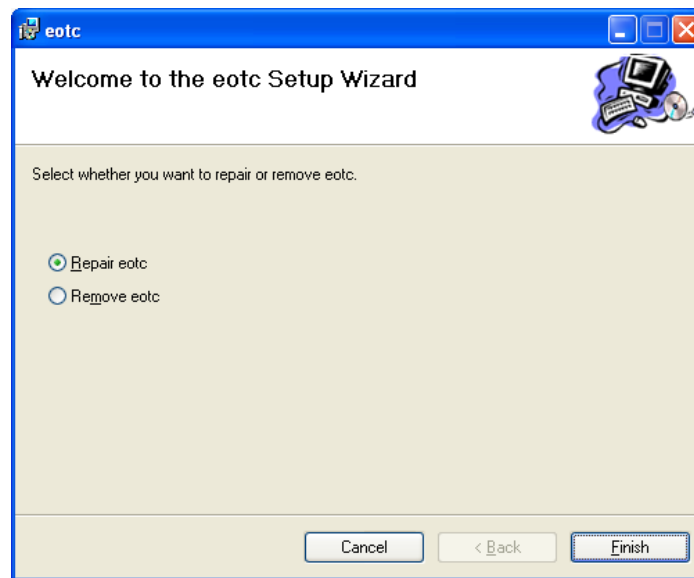 eotc
Welcome to the eotc Setup Wizard
Select whether you want to repair or remove eotc.
Repair eotc
Remove eotc
Cancel
< Back
Finish